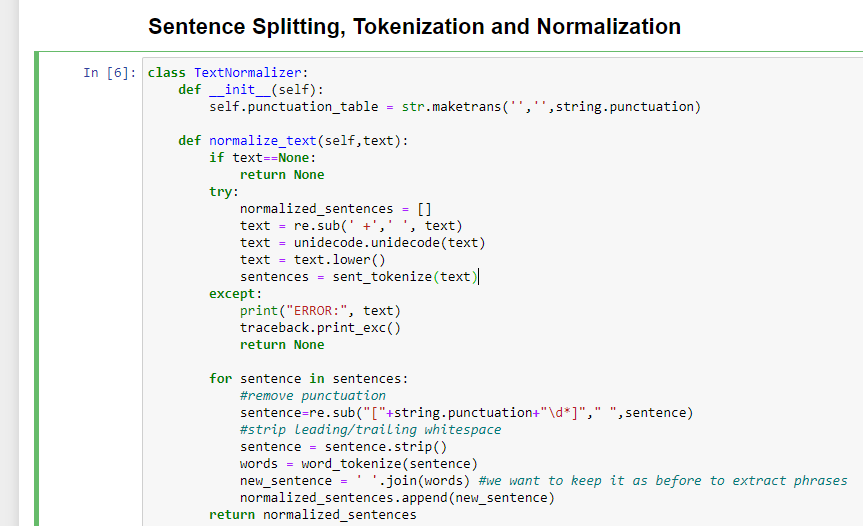 Sentence Splitting, Tokenization and Normalization
In [6]: class TextNormalizer:
    def __init__(self):
        self.punctuation_table = str.maketrans('','',string.punctuation)
    def normalize_text(self,text):
        if text==None:
            return None
        try:
            normalized_sentences = []
            text = re.sub(' +',' ', text)
            text = unidecode.unidecode(text)
            text = text.lower()
            sentences = sent_tokenize(text)
        except:
            print("ERROR:", text)
            traceback.print_exc()
            return None
        for sentence in sentences:
            #remove punctuation
            sentence=re.sub("["+string.punctuation+"\d*]"," ",sentence)
            #strip leading/trailing whitespace
            sentence = sentence.strip()
            words = word_tokenize(sentence)
            new_sentence = ' '.join(words) #we want to keep it as before to extract phrases
            normalized_sentences.append(new_sentence)
        return normalized_sentences